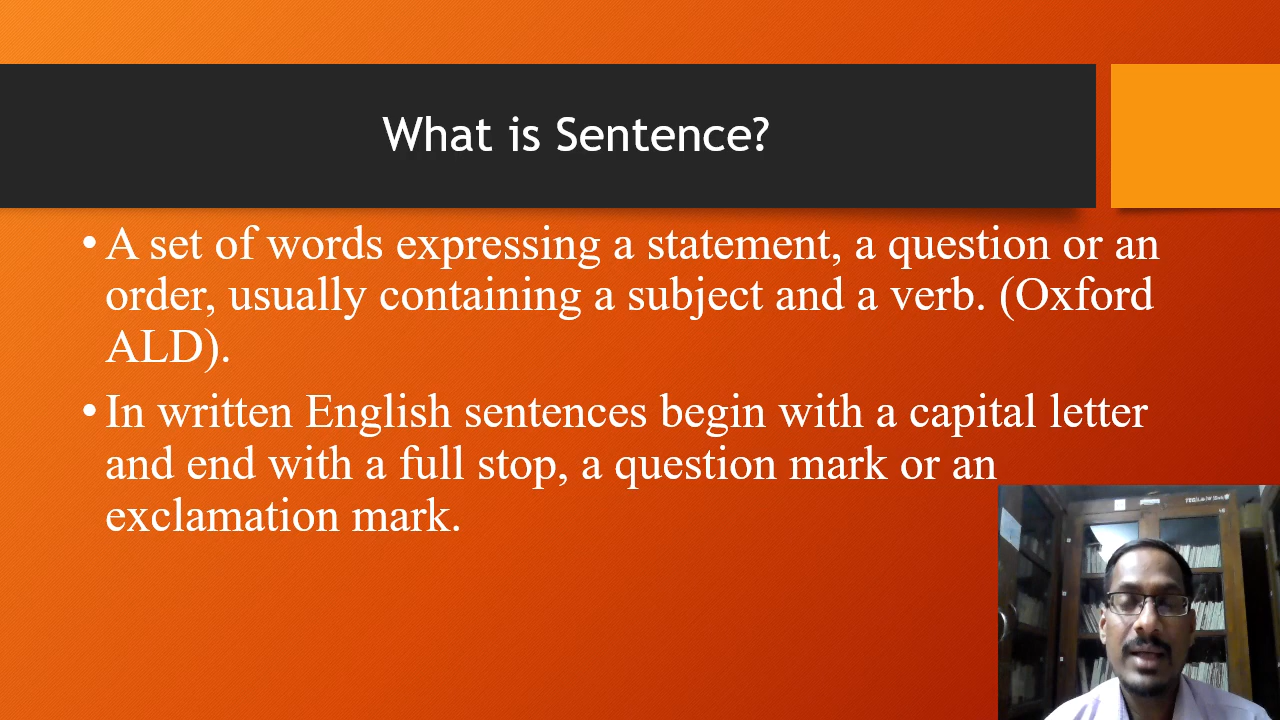 What is Sentence?
• A set of words expressing a statement, a question or an
order, usually containing a subject and a verb. (Oxford
ALD).
• In written English sentences begin with a capital letter
and end with a full stop, a question mark or an
exclamation mark.